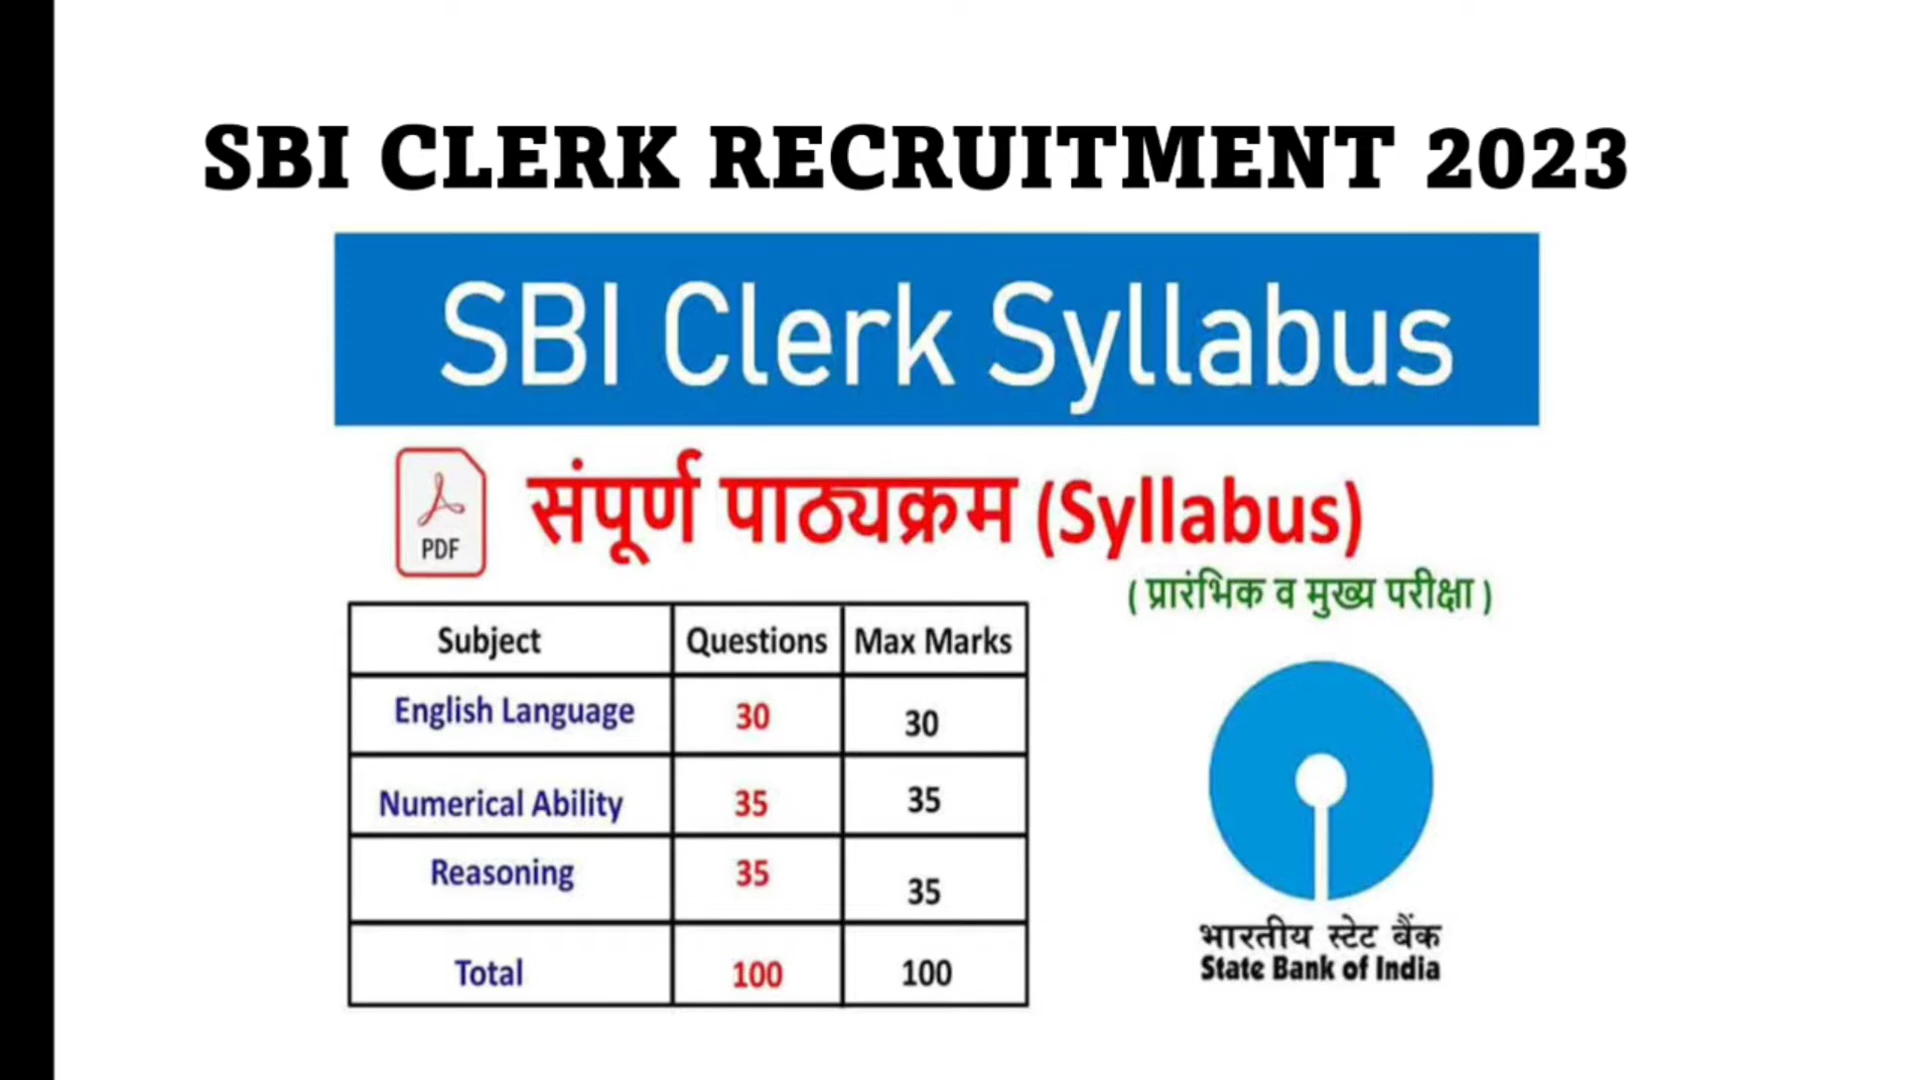 SBI CLERK RECRUITMENT 2023
SBI Clerk Syllabus
PDF
संपूर्ण पाठ्यक्रम (Syllabus)
( प्रारंभिक व मुख्य परीक्षा )
Subject Questions Max Marks
English Language 30 30
Numerical Ability 35 35
Reasoning 35 35
Total 100 100
भारतीय स्टेट बैंक
State Bank of India